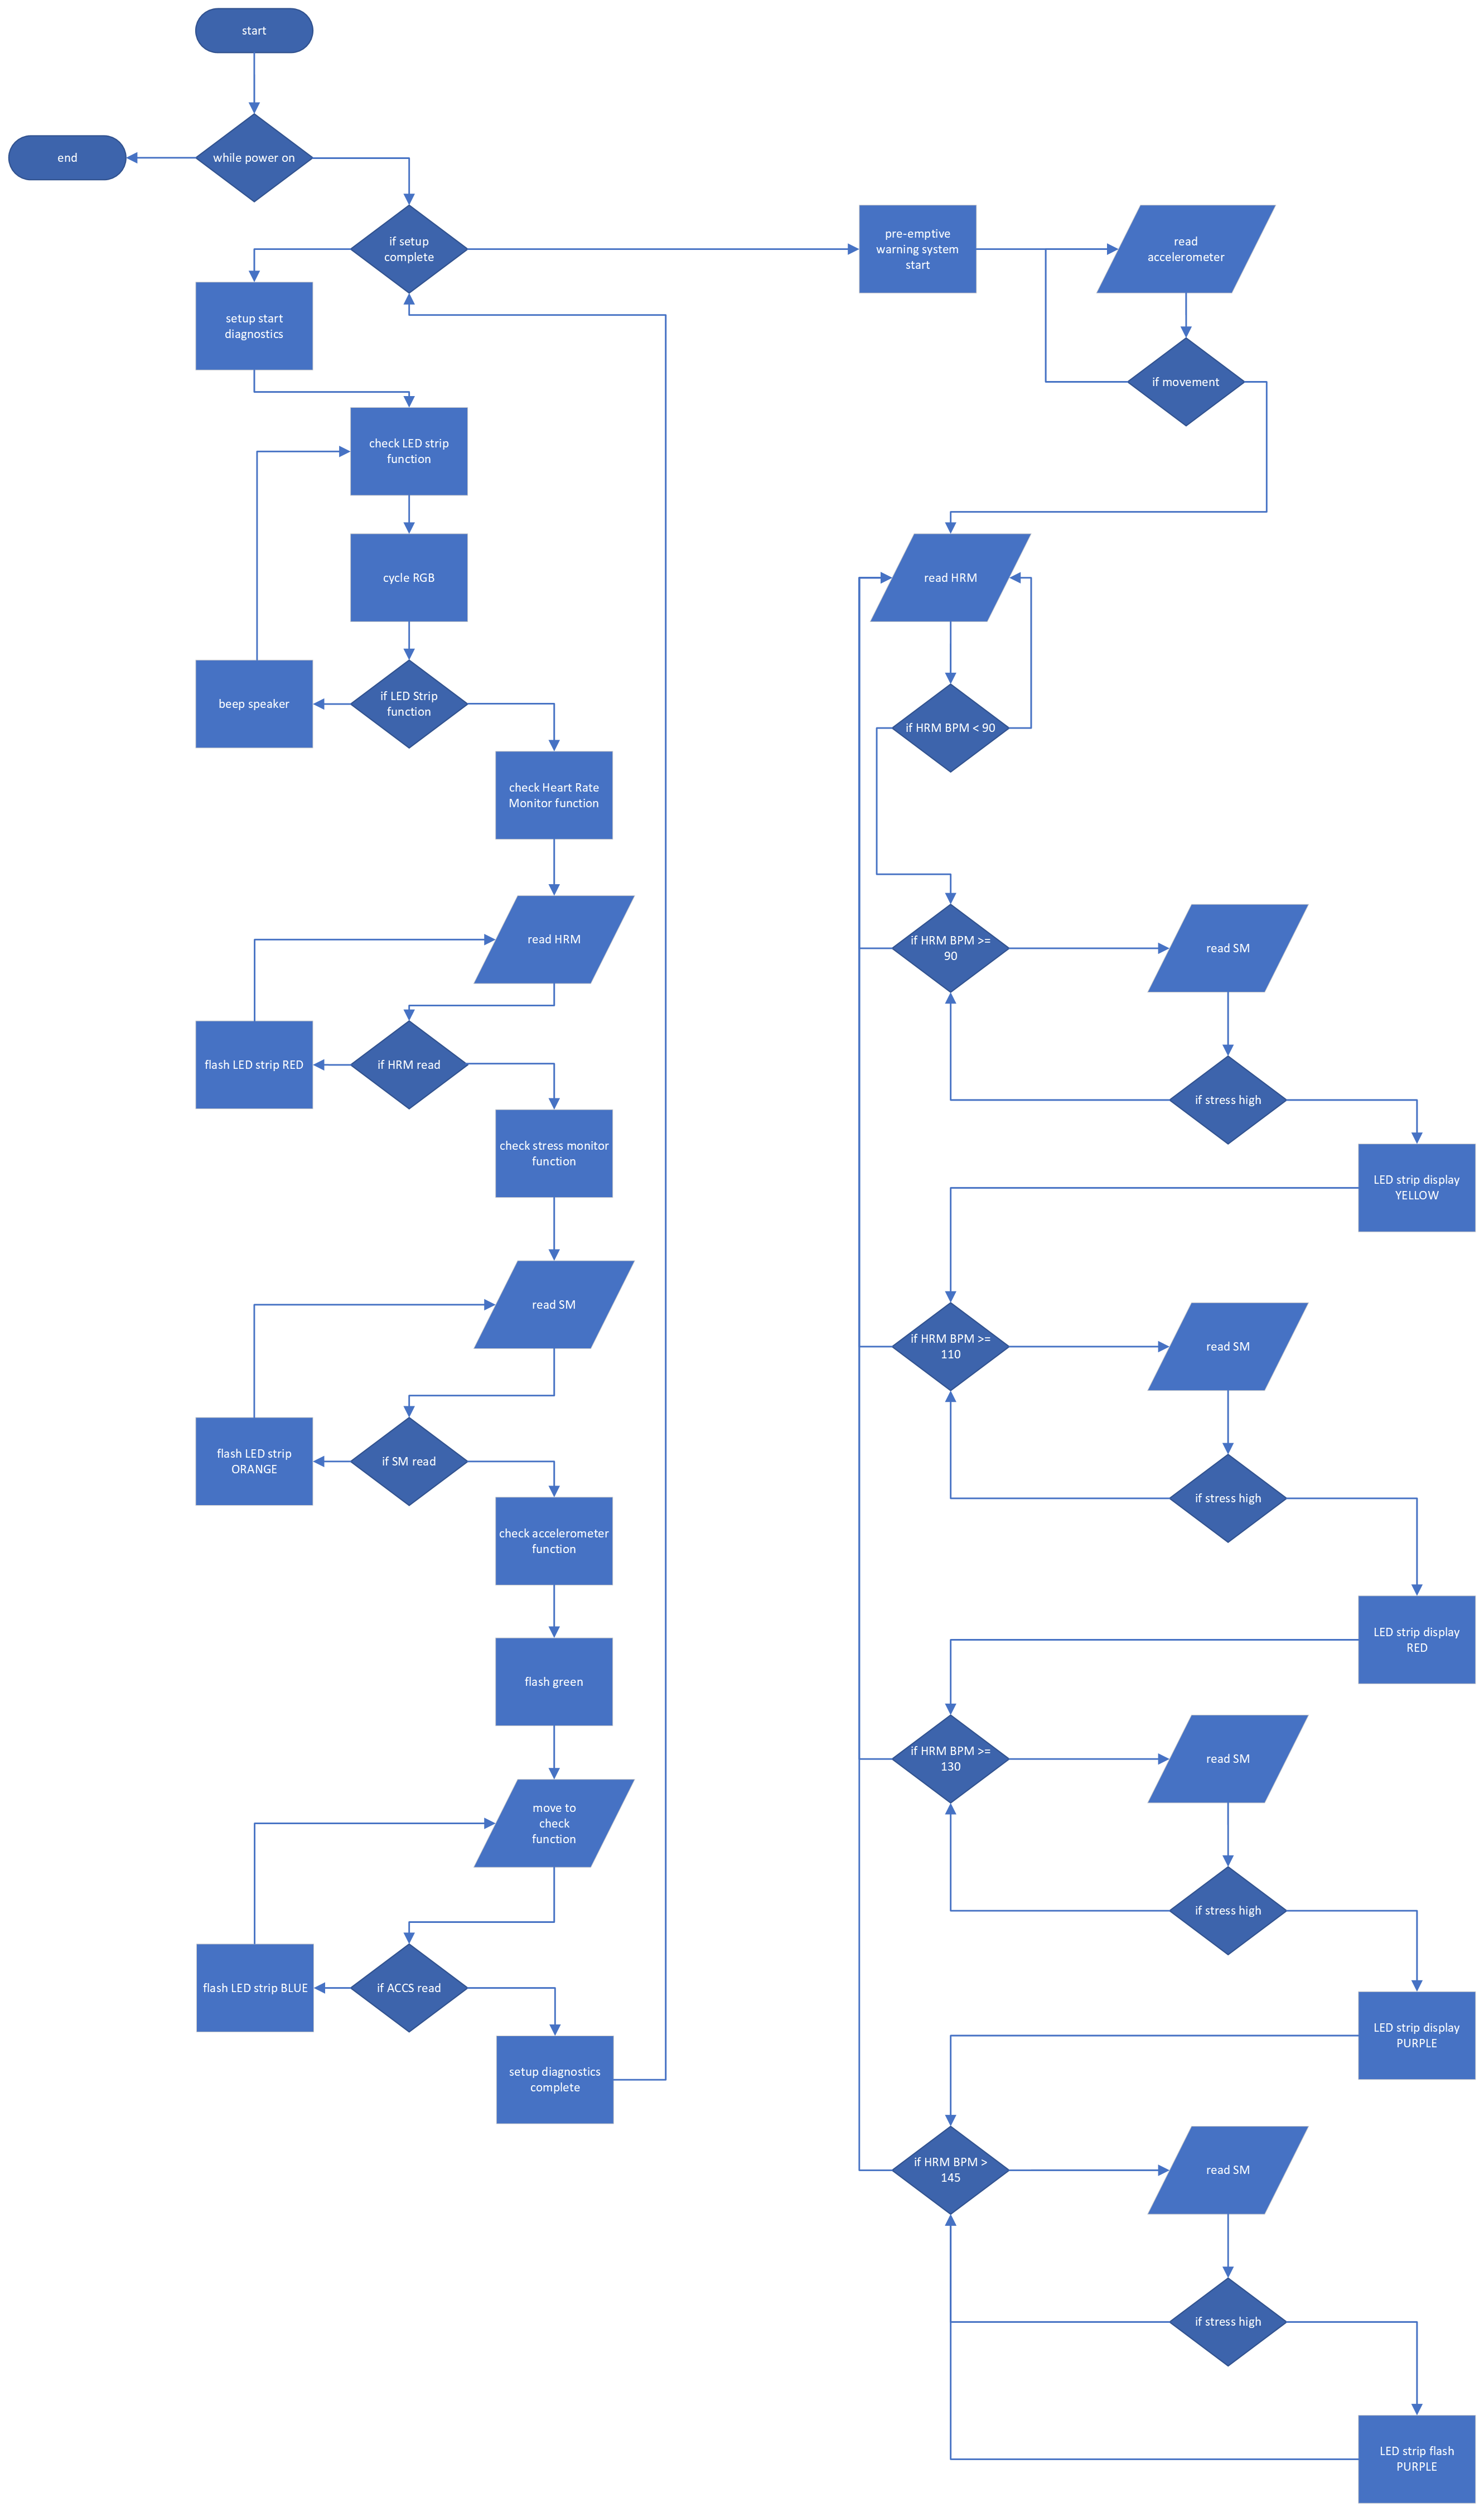 start
end
while power on
if setup
complete
pre-emptive
warning system
start
read
accelerometer
setup start
diagnostics
if movement
check LED strip
function
cycle RGB
read HRM
beep speaker
if LED Strip
function
if HRM BPM < 90
check Heart Rate
Monitor function
read HRM
if HRM BPM >=
90
read SM
flash LED strip RED
if HRM read
if stress high
check stress monitor
function
LED strip display
YELLOW
read SM
if HRM BPM >=
110
read SM
flash LED strip
ORANGE
if SM read
if stress high
check accelerometer
function
LED strip display
RED
flash green
if HRM BPM >=
130
read SM
move to
check
function
if stress high
flash LED strip BLUE
if ACCS read
LED strip display
PURPLE
setup diagnostics
complete
if HRM BPM >
145
read SM
if stress high
LED strip flash
PURPLE